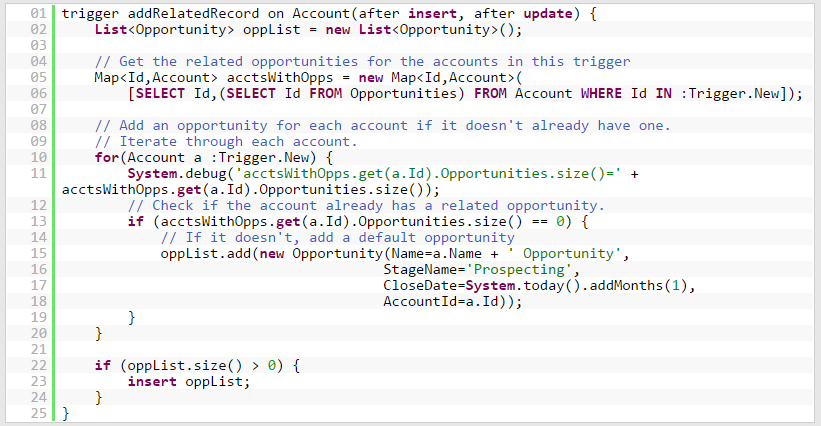 01 trigger addRelatedRecord on Account(after insert, after update) {
02     List<Opportunity> oppList = new List<Opportunity>();
03
04     // Get the related opportunities for the accounts in this trigger
05     Map<Id,Account> acctsWithOpps = new Map<Id,Account>(
06         [SELECT Id,(SELECT Id FROM Opportunities) FROM Account WHERE Id IN :Trigger.New]);
07
08     // Add an opportunity for each account if it doesn't already have one.
09     // Iterate through each account.
10     for(Account a :Trigger.New) {
11         System.debug('acctsWithOpps.get(a.Id).Opportunities.size()=' +
acctsWithOpps.get(a.Id).Opportunities.size());
12         // Check if the account already has a related opportunity.
13         if (acctsWithOpps.get(a.Id).Opportunities.size() == 0) {
14             // If it doesn't, add a default opportunity
15             oppList.add(new Opportunity(Name=a.Name + ' Opportunity',
16                                        StageName='Prospecting',
17                                        CloseDate=System.today().addMonths(1),
18                                        AccountId=a.Id));
19         }
20     }
21
22     if (oppList.size() > 0) {
23         insert oppList;
24     }
25 }